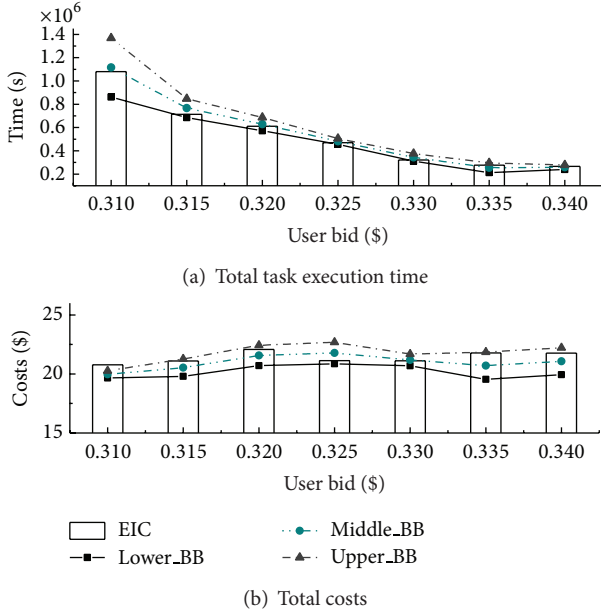 ×10^6
1.4
1.2
1.0
0.8
0.6
0.4
0.2
Time (s)
0.310 0.315 0.320 0.325 0.330 0.335 0.340
User bid ($)
(a) Total task execution time
25
20
15
Costs ($)
0.310 0.315 0.320 0.325 0.330 0.335 0.340
User bid ($)
EIC Middle_BB
Lower_BB Upper_BB
(b) Total costs